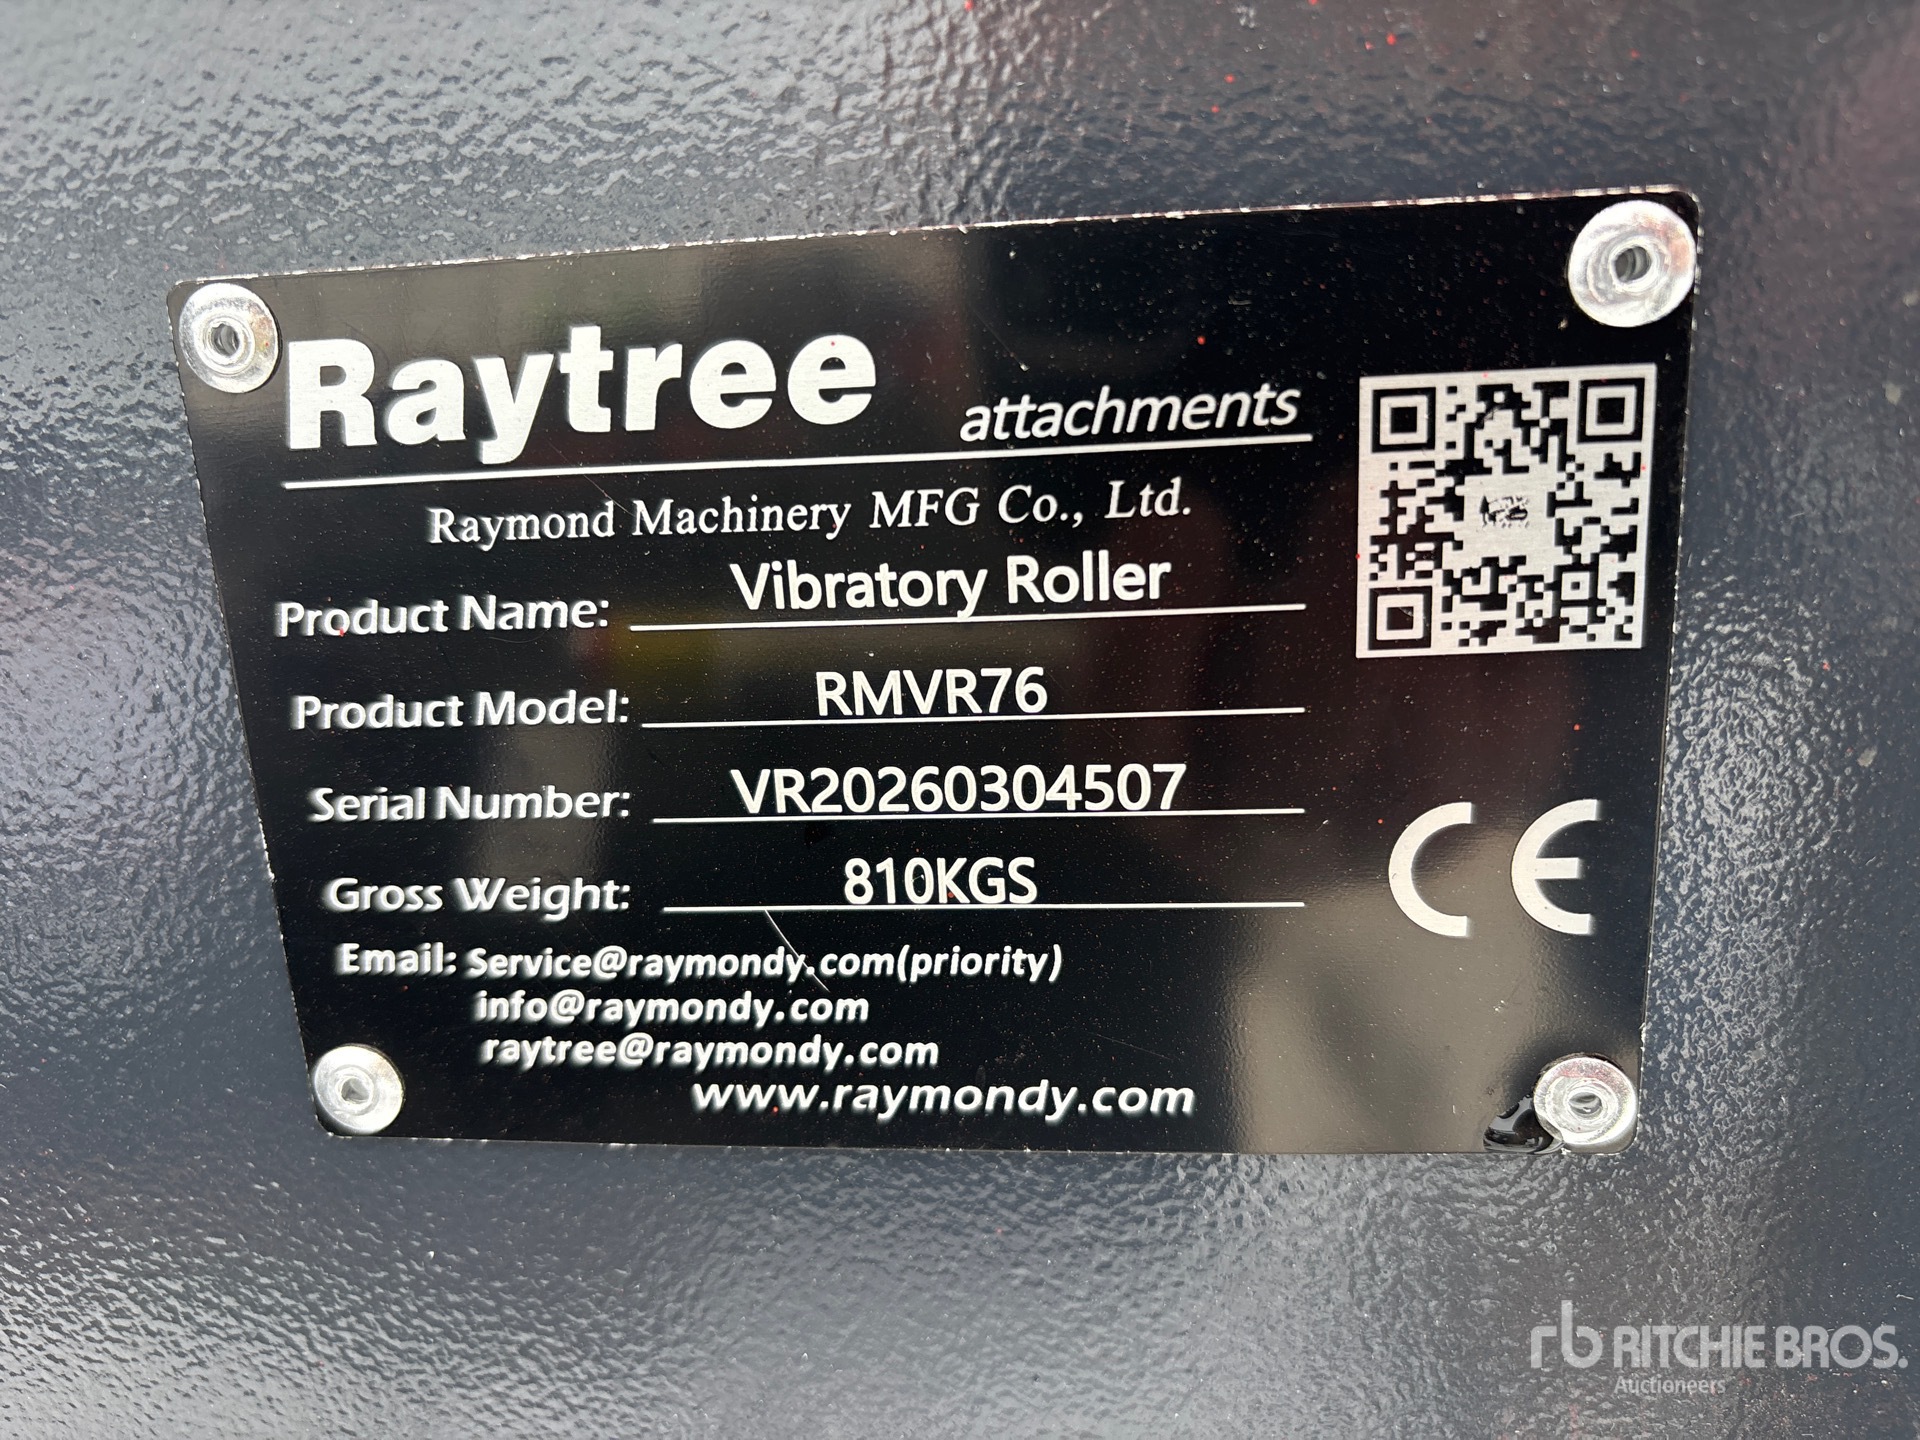 Raytree attachments
Raymond Machinery MFG Co., Ltd.
Product Name: Vibratory Roller
Product Model: RMVR76
Serial Number: VR20260304507
Gross Weight: 810KGS
Email: Service@raymondy.com(priority)
info@raymondy.com
raytree@raymondy.com
www.raymondy.com
CE
rb RITCHIE BROS.
Auctioneers